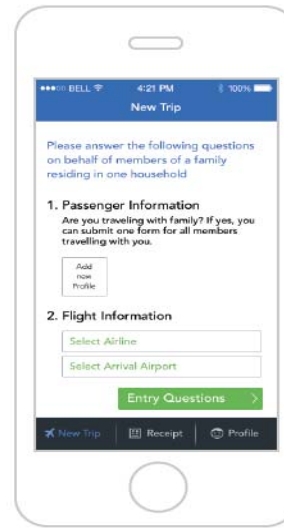 BELL 4:21 PM 100%
New Trip
Please answer the following questions
on behalf of members of a family
residing in one household
1. Passenger Information
Are you traveling with family? If yes, you
can submit one form for all members
travelling with you.
Add
new
Profile
2. Flight Information
Select Airline
Select Arrival Airport
Entry Questions
New Trip Receipt Profile